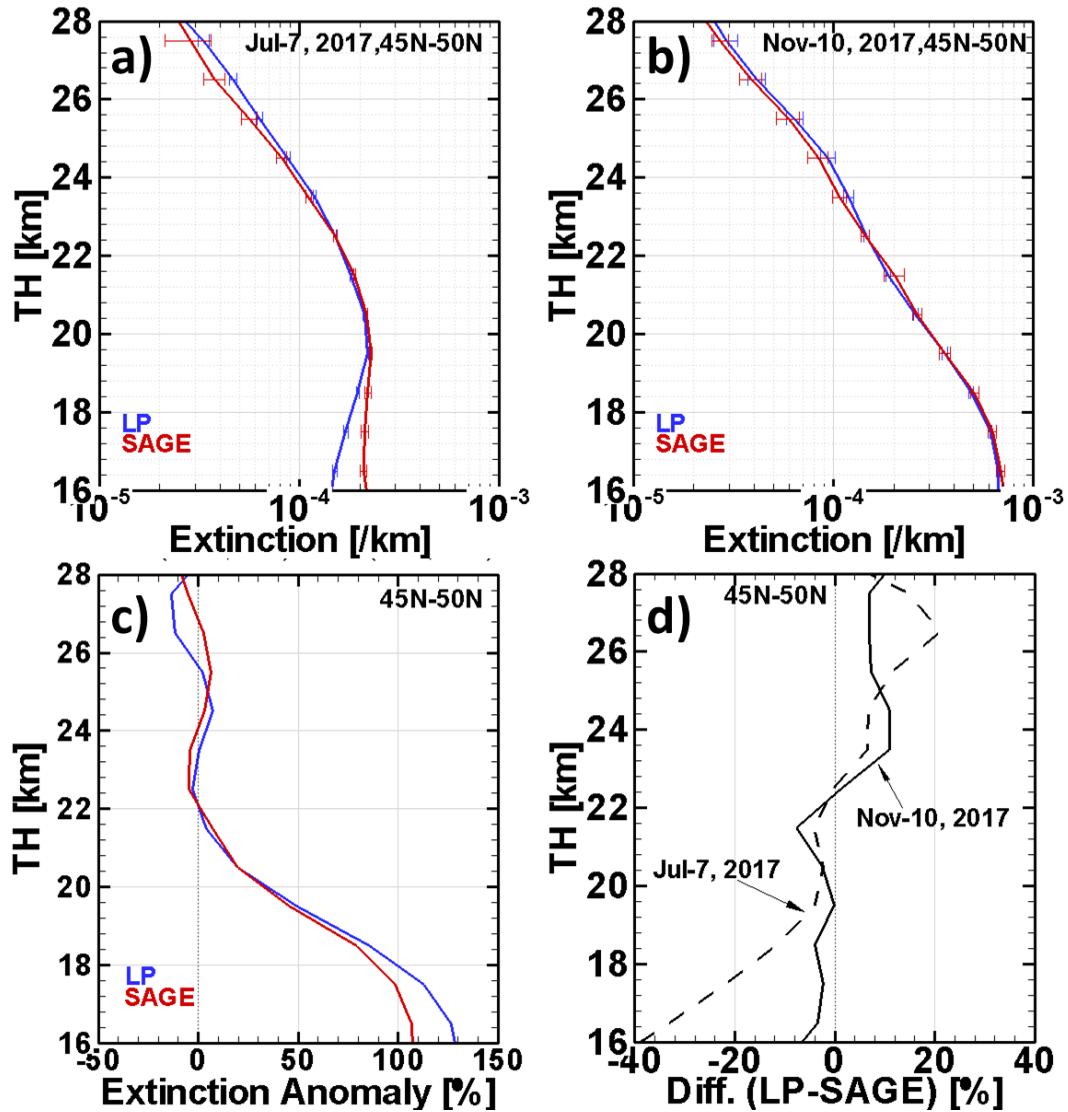 a)
Jul-7, 2017,45N-50N
28
26
24
22
20
18
16
TH [km]
LP
SAGE
10-5
10-4
10-3
Extinction [/km]
b)
Nov-10, 2017,45N-50N
28
26
24
22
20
18
16
TH [km]
LP
SAGE
10-5
10-4
10-3
Extinction [/km]
c)
45N-50N
28
26
24
22
20
18
16
TH [km]
LP
SAGE
-50
0
50
100
150
Extinction Anomaly [%]
d)
45N-50N
28
26
24
22
20
18
16
TH [km]
Nov-10, 2017
Jul-7, 2017
-40
-20
0
20
40
Diff. (LP-SAGE) [%]